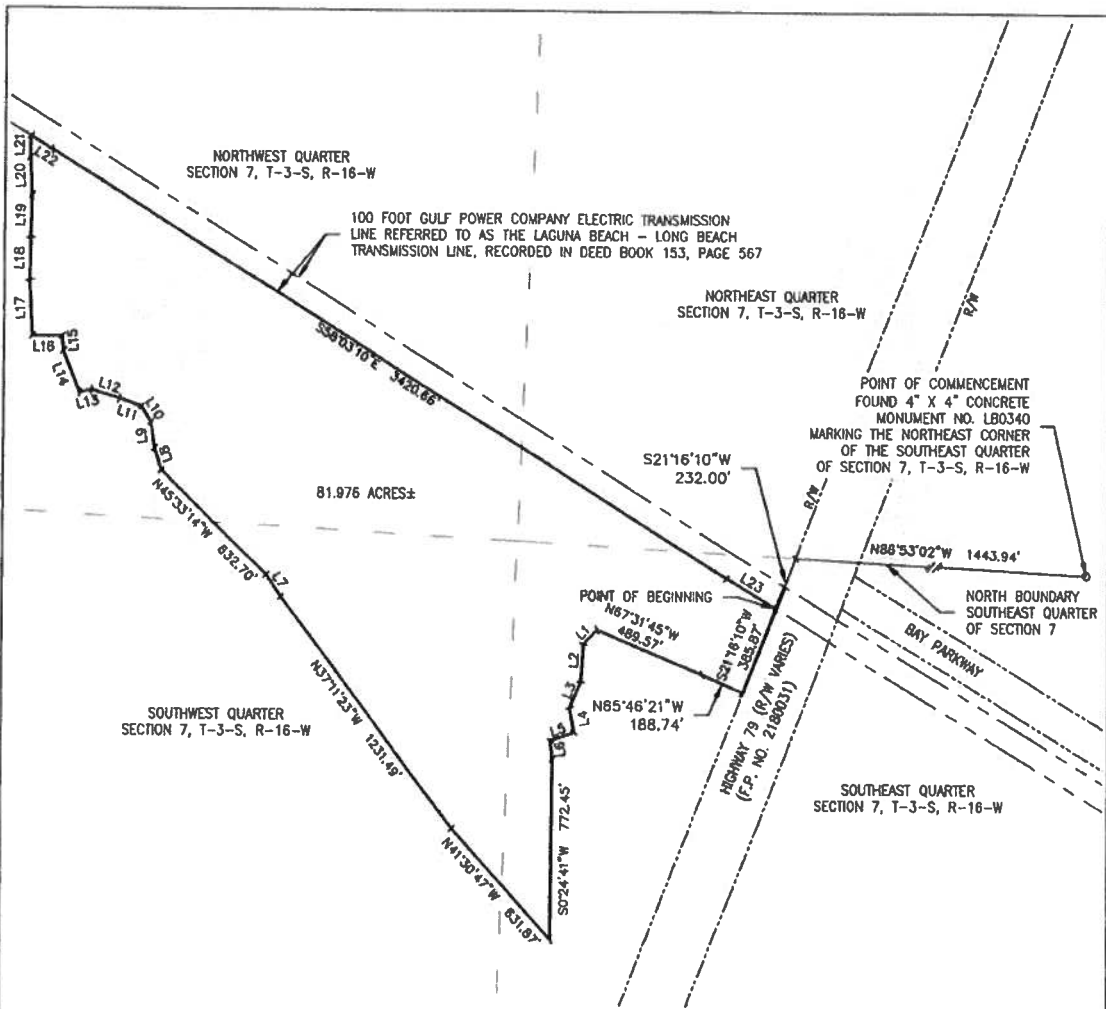 NORTHWEST QUARTER
SECTION 7, T-3-S, R-16-W
L21
L22
L20
L19
L18
L17
L16
L15
L14
L13
L12
L11
L10
L9
L8
100 FOOT GULF POWER COMPANY ELECTRIC TRANSMISSION
LINE REFERRED TO AS THE LAGUNA BEACH – LONG BEACH
TRANSMISSION LINE, RECORDED IN DEED BOOK 153, PAGE 567
NORTHEAST QUARTER
SECTION 7, T-3-S, R-16-W
R/W
R/W
S58°03'10"E 3420.66'
POINT OF COMMENCEMENT
FOUND 4" X 4" CONCRETE
MONUMENT NO. LB0340
MARKING THE NORTHEAST CORNER
OF THE SOUTHEAST QUARTER
OF SECTION 7, T-3-S, R-16-W
S21°16'10"W
232.00'
81.976 ACRES±
N45°33'14"W
832.70'
N88°53'02"W 1443.94'
L23
L7
POINT OF BEGINNING
NORTH BOUNDARY
SOUTHEAST QUARTER
OF SECTION 7
BAY PARKWAY
N67°31'45"W
489.57'
S21°16'10"W
385.87'
L1
L2
L3
L4
L5
L6
N65°46'21"W
188.74'
N37°11'23"W
1231.49'
SOUTHWEST QUARTER
SECTION 7, T-3-S, R-16-W
HIGHWAY 79 (R/W VARIES)
(F.P. NO. 2180031)
SOUTHEAST QUARTER
SECTION 7, T-3-S, R-16-W
S0°24'41"W 772.45'
N41°30'47"W 631.87'